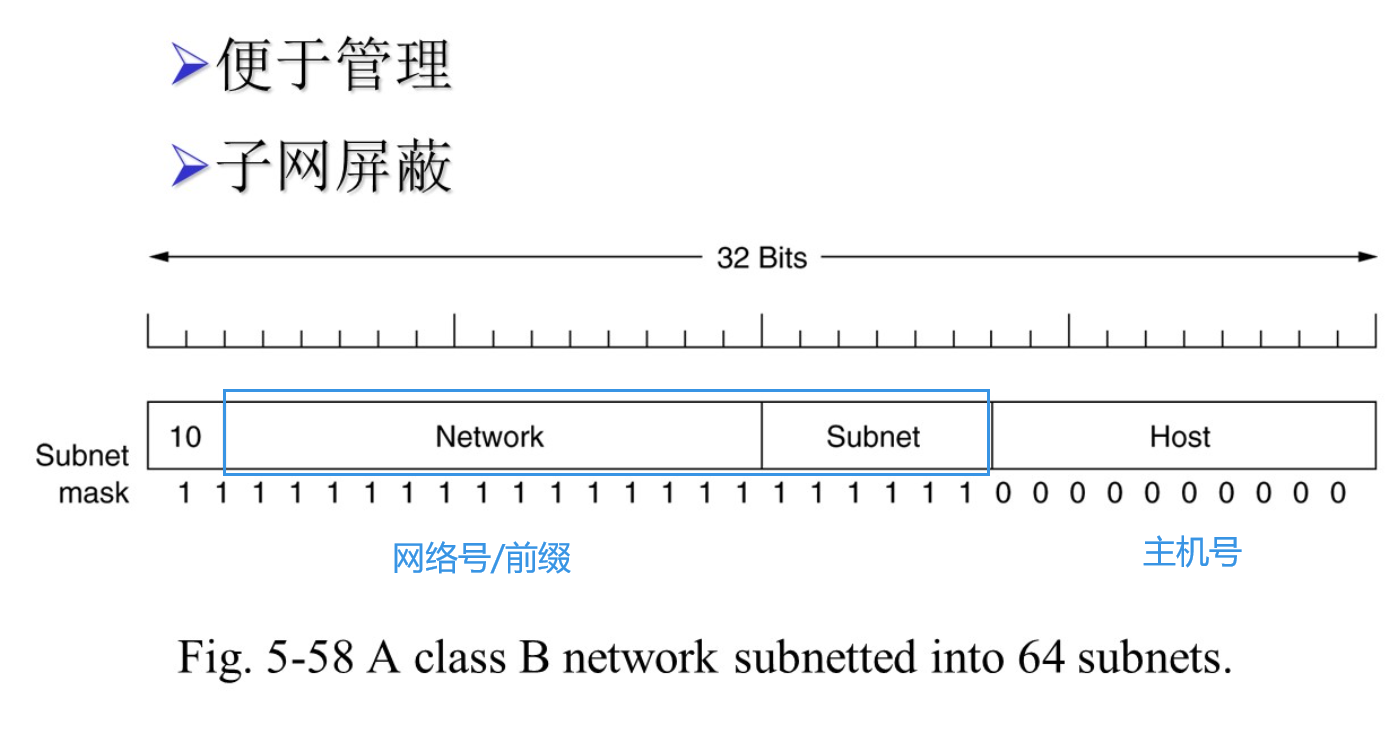 便于管理
子网屏蔽
32 Bits
10 Network Subnet Host
Subnet mask 1 1 1 1 1 1 1 1 1 1 1 1 1 1 1 1 1 1 1 1 1 1 0 0 0 0 0 0 0 0 0 0
网络号/前缀 主机号
Fig. 5-58 A class B network subnetted into 64 subnets.